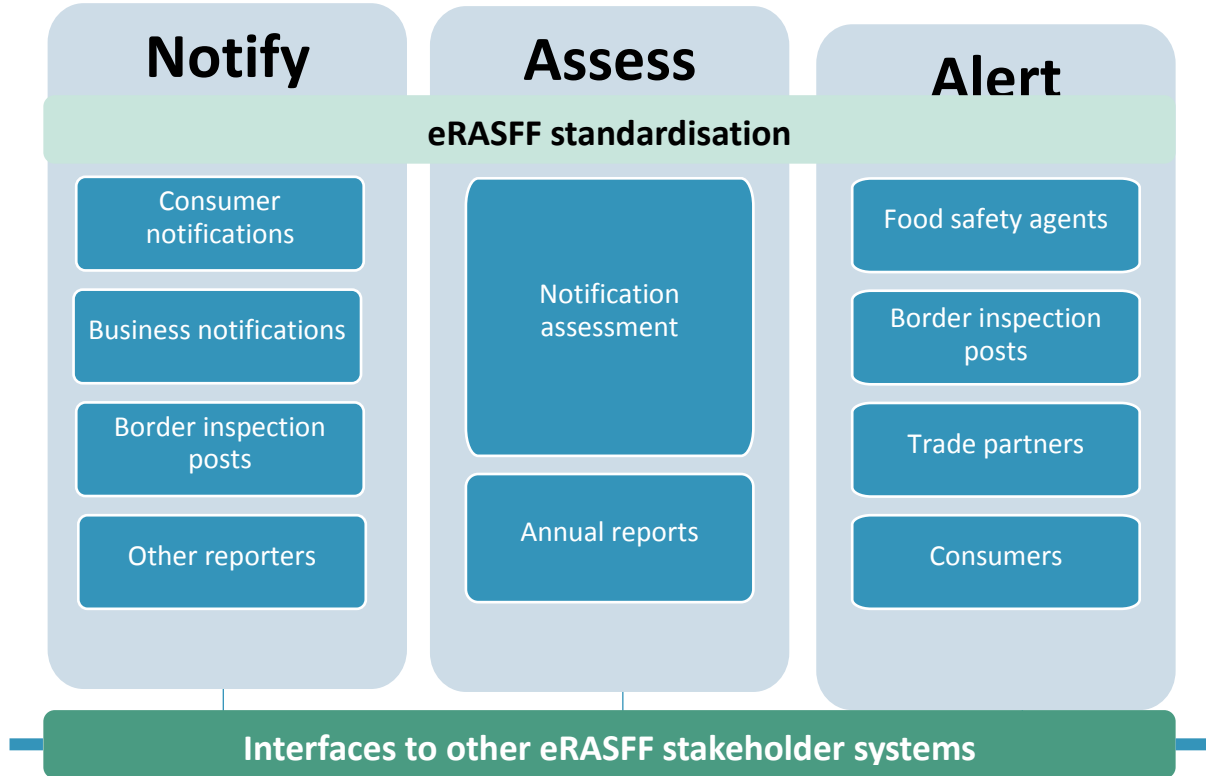 Notify
Assess
Alert
eRASFF standardisation
Consumer
notifications
Business notifications
Border inspection
posts
Other reporters
Notification
assessment
Annual reports
Food safety agents
Border inspection
posts
Trade partners
Consumers
Interfaces to other eRASFF stakeholder systems